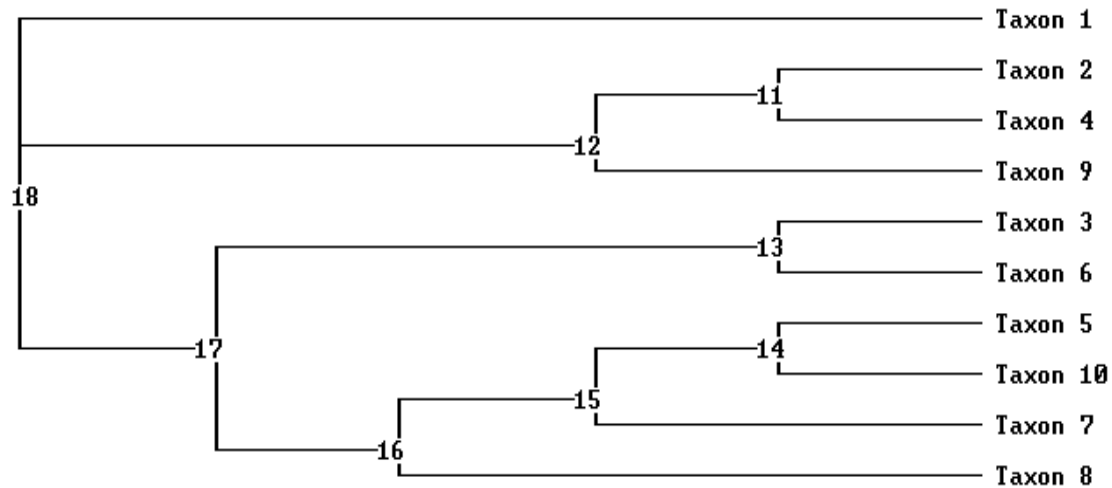 Taxon 1
Taxon 2
11
Taxon 4
12
Taxon 9
18
Taxon 3
13
Taxon 6
Taxon 5
17
14
Taxon 10
15
Taxon 7
16
Taxon 8